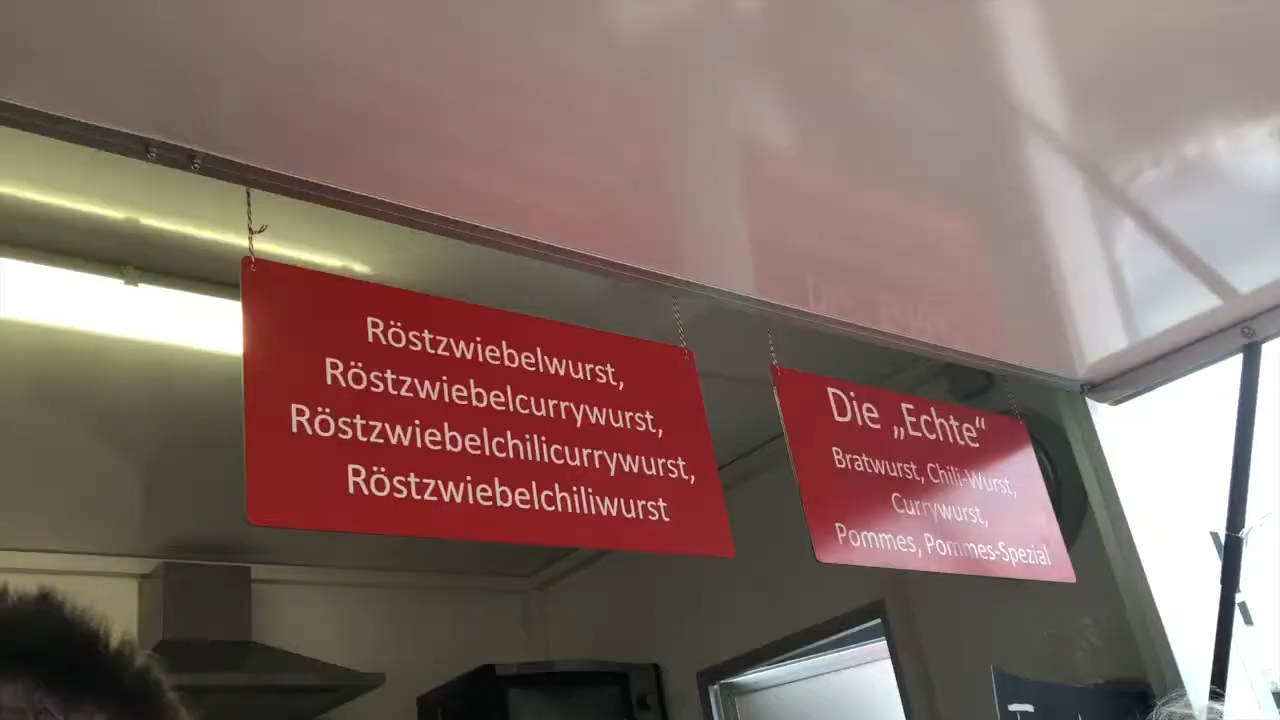 Röstzwiebelwurst,
Röstzwiebelcurrywurst,
Röstzwiebelchilicurrywurst,
Röstzwiebelchiliwurst
Die „Echte“
Bratwurst, Chili-Wurst,
Currywurst,
Pommes, Pommes-Spezial